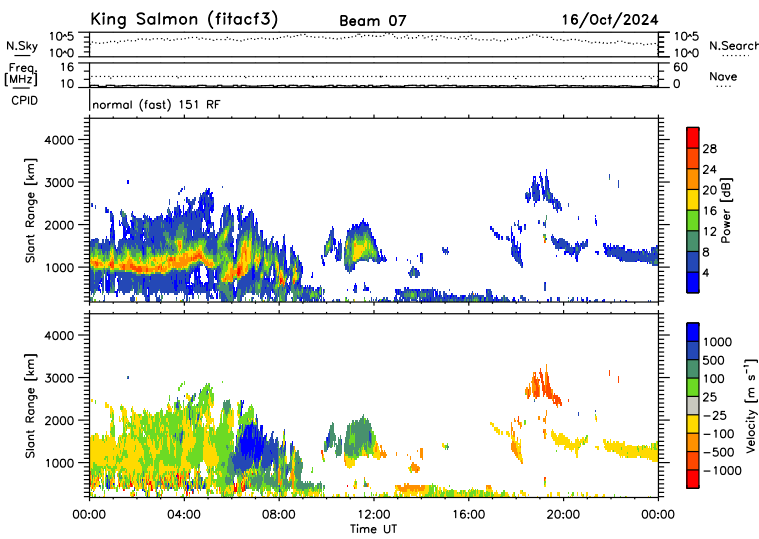 King Salmon (fitacf3) Beam 07 16/Oct/2024
N.Sky 10^5 10^0 10^5 10^0 N.Search
Freq. [MHz] 16 10 60 0 Nave
CPID normal (fast) 151 RF
Slant Range [km] 4000 3000 2000 1000
Power [dB] 28 24 20 16 12 8 4
Slant Range [km] 4000 3000 2000 1000
Velocity [m s⁻¹] 1000 500 100 25 −25 −100 −500 −1000
00:00 04:00 08:00 12:00 16:00 20:00 00:00
Time UT